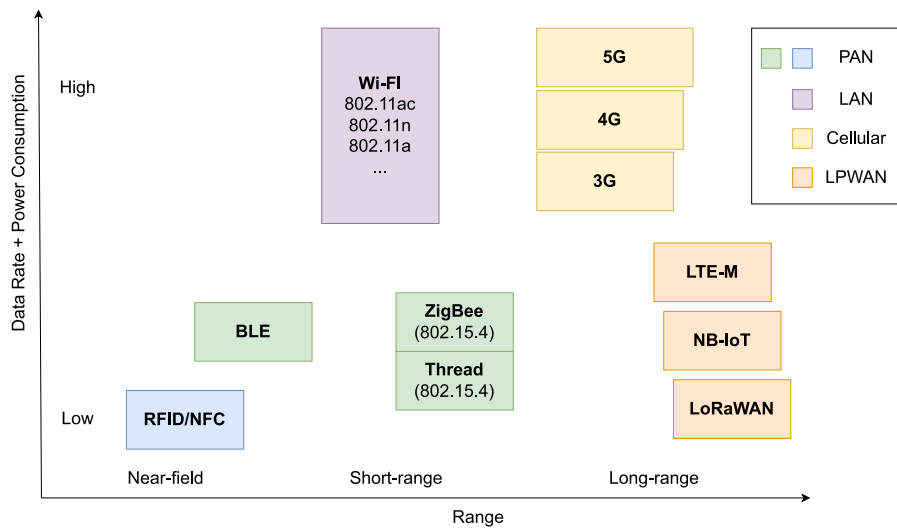 Data Rate + Power Consumption
High
Low
Wi-FI
802.11ac
802.11n
802.11a
...
5G
4G
3G
PAN
LAN
Cellular
LPWAN
LTE-M
NB-IoT
LoRaWAN
BLE
ZigBee
(802.15.4)
Thread
(802.15.4)
RFID/NFC
Near-field
Short-range
Long-range
Range